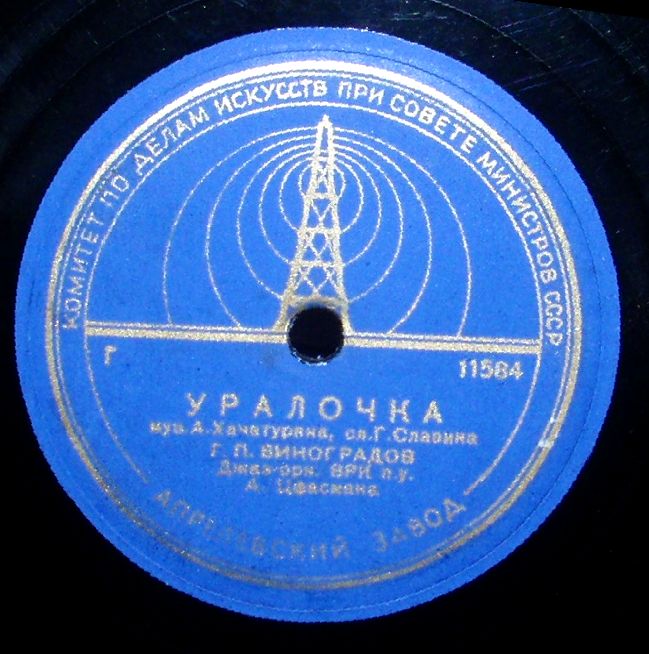 КОМИТЕТ ПО ДЕЛАМ ИСКУССТВ ПРИ СОВЕТЕ МИНИСТРОВ СССР
Г 11564
УРАЛОЧКА
муз. А. Хачатуряна, сл. Г. Славина
Г. П. ВИНОГРАДОВ
Джаз-орк. ВРК п. у.
А. Цфасмана
АПРЕЛЕВСКИЙ ЗАВОД